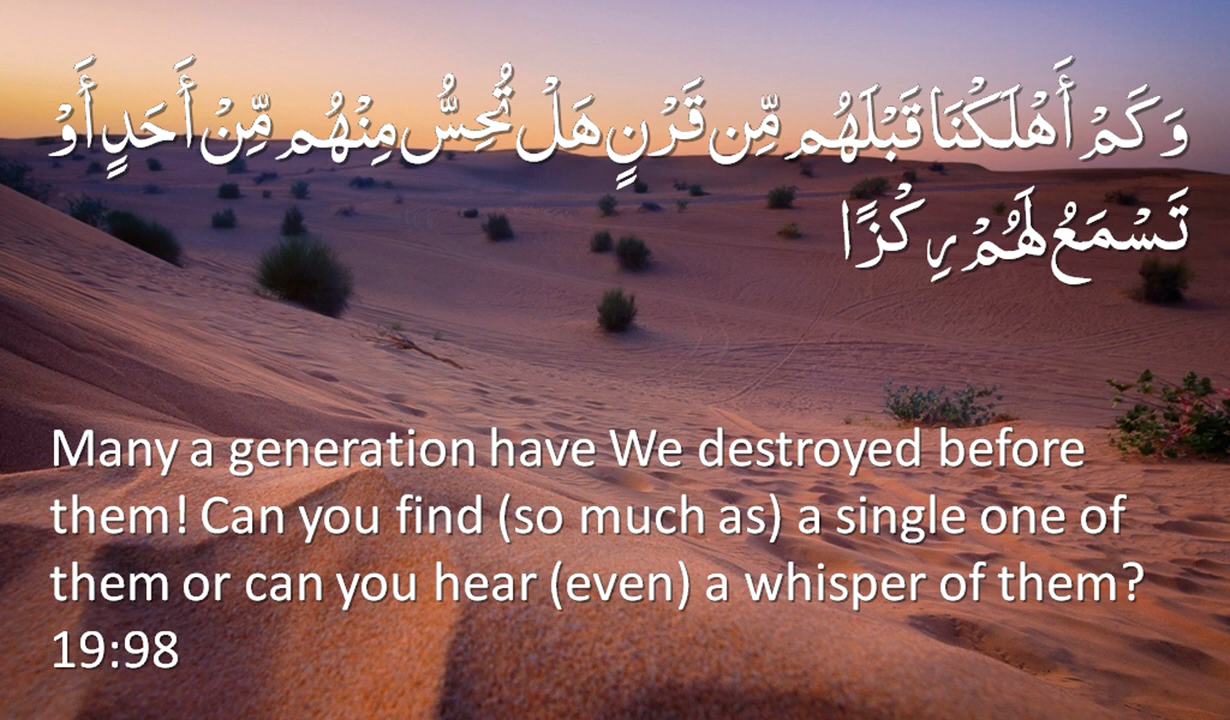 وَكَمْ أَهْلَكْنَا قَبْلَهُم مِّن قَرْنٍ هَلْ تُحِسُّ مِنْهُم مِّنْ أَحَدٍ أَوْ
تَسْمَعُ لَهُمْ رِكْزًا
Many a generation have We destroyed before
them! Can you find (so much as) a single one of
them or can you hear (even) a whisper of them?
19:98